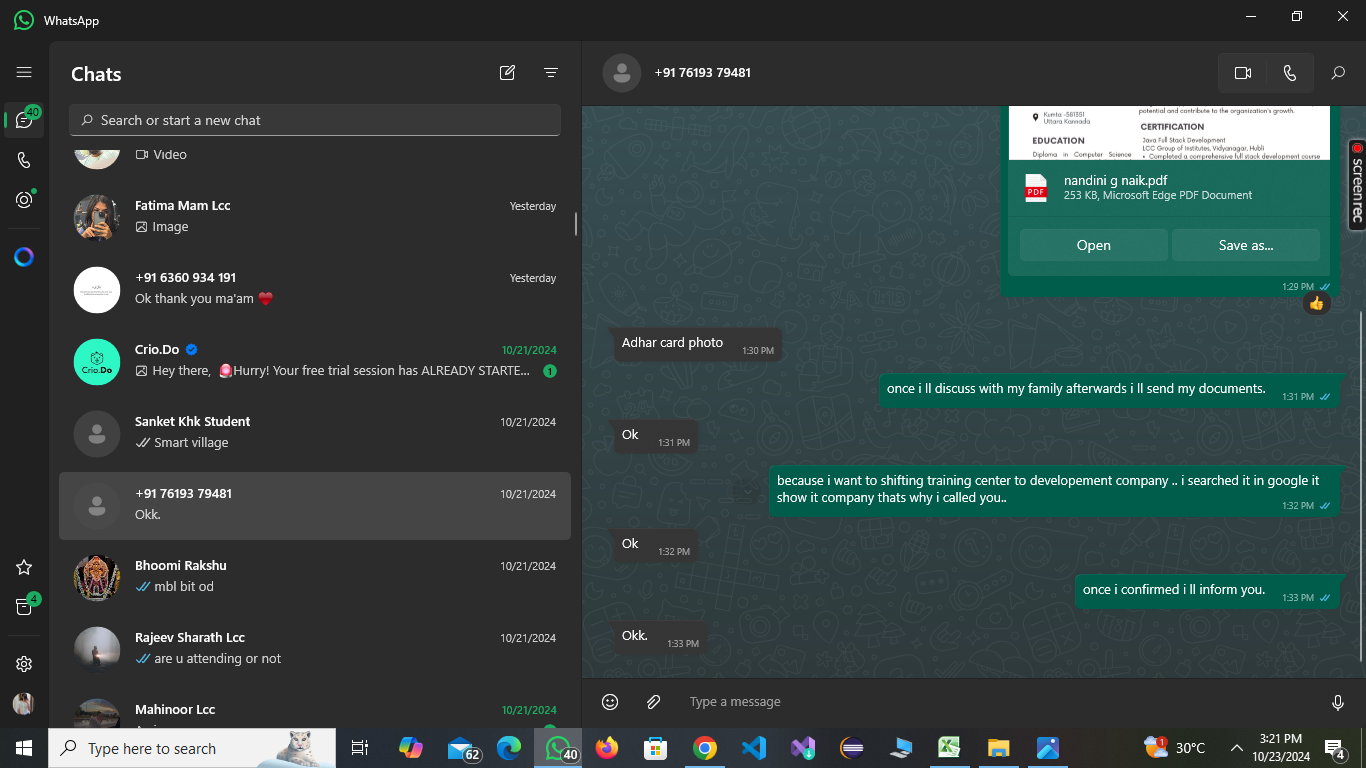 WhatsApp
40
Chats
Search or start a new chat
Video
Fatima Mam Lcc
Yesterday
Image
+91 6360 934 191
Yesterday
Ok thank you ma'am ❤️
Crio.Do
Crio.Do
10/21/2024
Hey there, 🚨Hurry! Your free trial session has ALREADY STARTE...
1
Sanket Khk Student
10/21/2024
Smart village
+91 76193 79481
10/21/2024
Okk.
Bhoomi Rakshu
10/21/2024
mbl bit od
4
Rajeev Sharath Lcc
10/21/2024
are u attending or not
Mahinoor Lcc
10/21/2024
+91 76193 79481
potential and contribute to the organization's growth.
Kumta -581351
Uttara Kannada
CERTIFICATION
EDUCATION
Java Full Stack Development
LCC Group of Institutes, Vidyanagar, Hubli
Diploma in Computer Science
• Completed a comprehensive full stack development course
PDF
nandini g naik.pdf
253 KB, Microsoft Edge PDF Document
Open
Save as...
1:29 PM
👍
Adhar card photo
1:30 PM
once i ll discuss with my family afterwards i ll send my documents.
1:31 PM
Ok
1:31 PM
because i want to shifting training center to developement company .. i searched it in google it
show it company thats why i called you..
1:32 PM
Ok
1:32 PM
once i confirmed i ll inform you.
1:33 PM
Okk.
1:33 PM
Type a message
screenrec
Type here to search
62
40
1
30°C
3:21 PM
10/23/2024
4